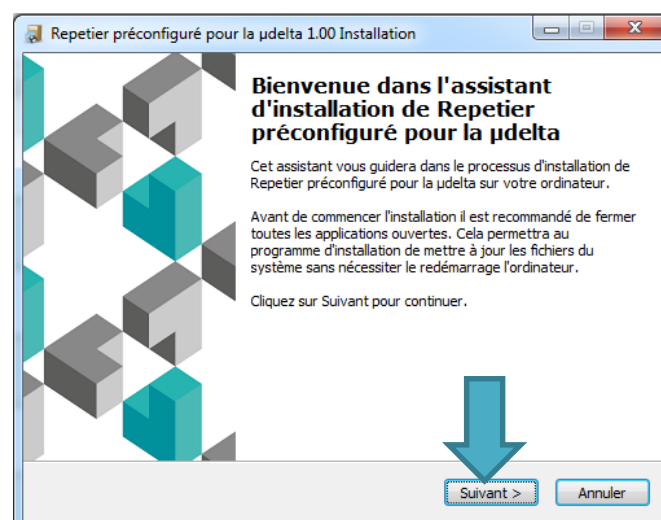 Repetier préconfiguré pour la µdelta 1.00 Installation
Bienvenue dans l'assistant
d'installation de Repetier
préconfiguré pour la µdelta
Cet assistant vous guidera dans le processus d'installation de
Repetier préconfiguré pour la µdelta sur votre ordinateur.
Avant de commencer l'installation il est recommandé de fermer
toutes les applications ouvertes. Cela permettra au
programme d'installation de mettre à jour les fichiers du
système sans nécessiter le redémarrage l'ordinateur.
Cliquez sur Suivant pour continuer.
Suivant > Annuler